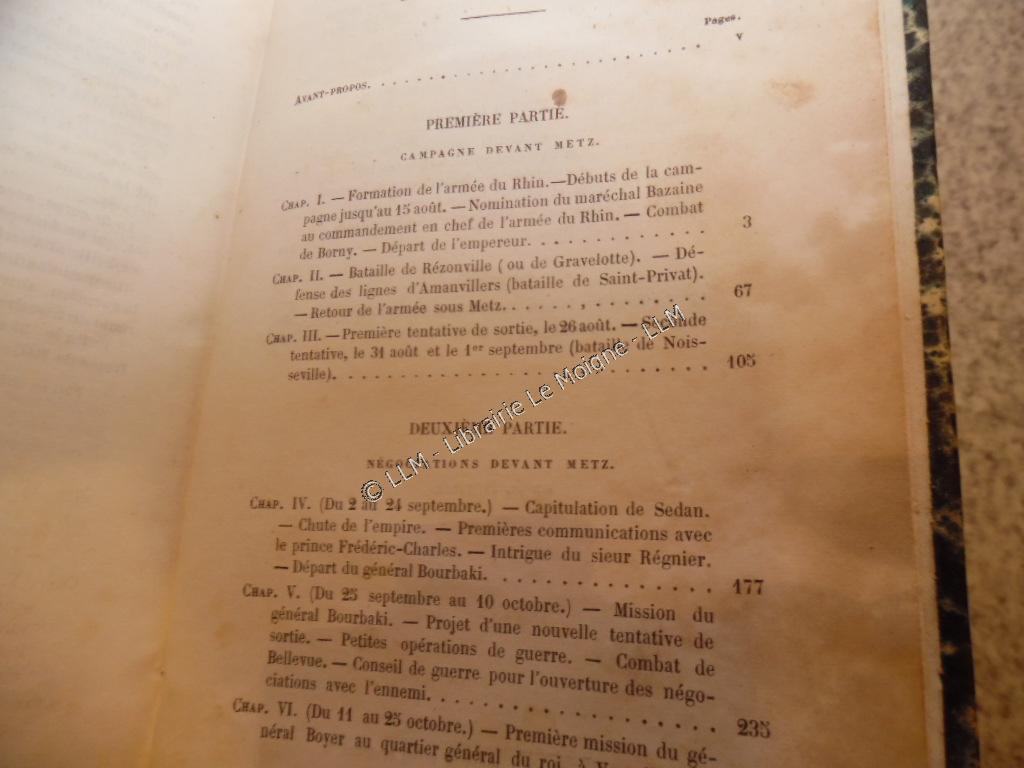 Pages.
AVANT-PROPOS. . . . . . . . . . . . . . . . . . . . . . . V
PREMIÈRE PARTIE.
CAMPAGNE DEVANT METZ.
CHAP. I. — Formation de l'armée du Rhin. — Débuts de la cam-
pagne jusqu'au 15 août. — Nomination du maréchal Bazaine
au commandement en chef de l'armée du Rhin. — Combat
de Borny. — Départ de l'empereur. . . . . . . . . . . . . 3
CHAP. II. — Bataille de Rézonville (ou de Gravelotte). — Dé-
fense des lignes d'Amanvillers (bataille de Saint-Privat).
— Retour de l'armée sous Metz. . . . . . . . . . . . . . 67
CHAP. III. — Première tentative de sortie, le 26 août. — Seconde
tentative, le 31 août et le 1er septembre (bataille de Nois-
seville). . . . . . . . . . . . . . . . . . . . . . . . . 105
DEUXIÈME PARTIE.
NÉGOCIATIONS DEVANT METZ.
CHAP. IV. (Du 2 au 24 septembre.) — Capitulation de Sedan.
— Chute de l'empire. — Premières communications avec
le prince Frédéric-Charles. — Intrigue du sieur Régnier.
— Départ du général Bourbaki. . . . . . . . . . . . . . 177
CHAP. V. (Du 25 septembre au 10 octobre.) — Mission du
général Bourbaki. — Projet d'une nouvelle tentative de
sortie. — Petites opérations de guerre. — Combat de
Bellevue. — Conseil de guerre pour l'ouverture des négo-
ciations avec l'ennemi. . . . . . . . . . . . . . . . . . 235
CHAP. VI. (Du 11 au 25 octobre.) — Première mission du gé-
néral Boyer au quartier général du roi, à
© LLM - Librairie Le Moigne - LLM